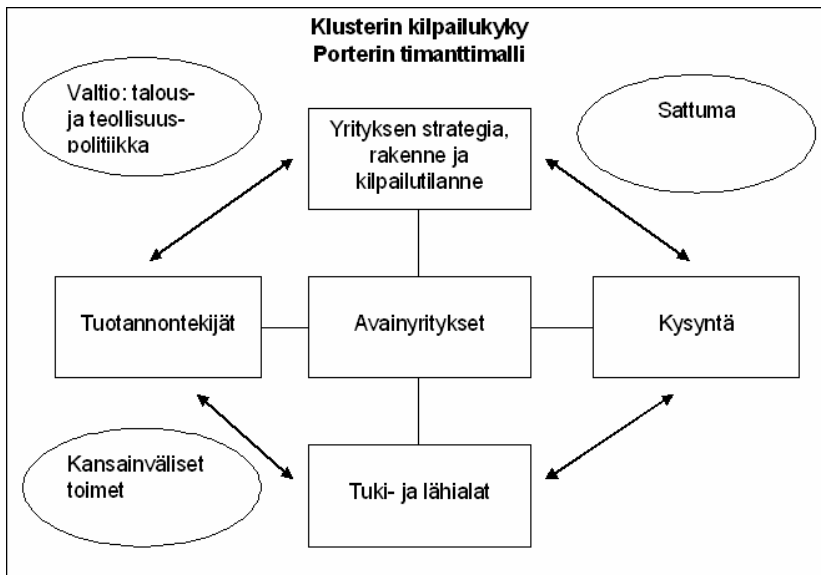 Klusterin kilpailukyky
Porterin timanttimalli
Valtio: talous-
ja teollisuus-
politiikka
Yrityksen strategia,
rakenne ja
kilpailutilanne
Sattuma
Tuotannontekijät
Avainyritykset
Kysyntä
Kansainväliset
toimet
Tuki- ja lähialat